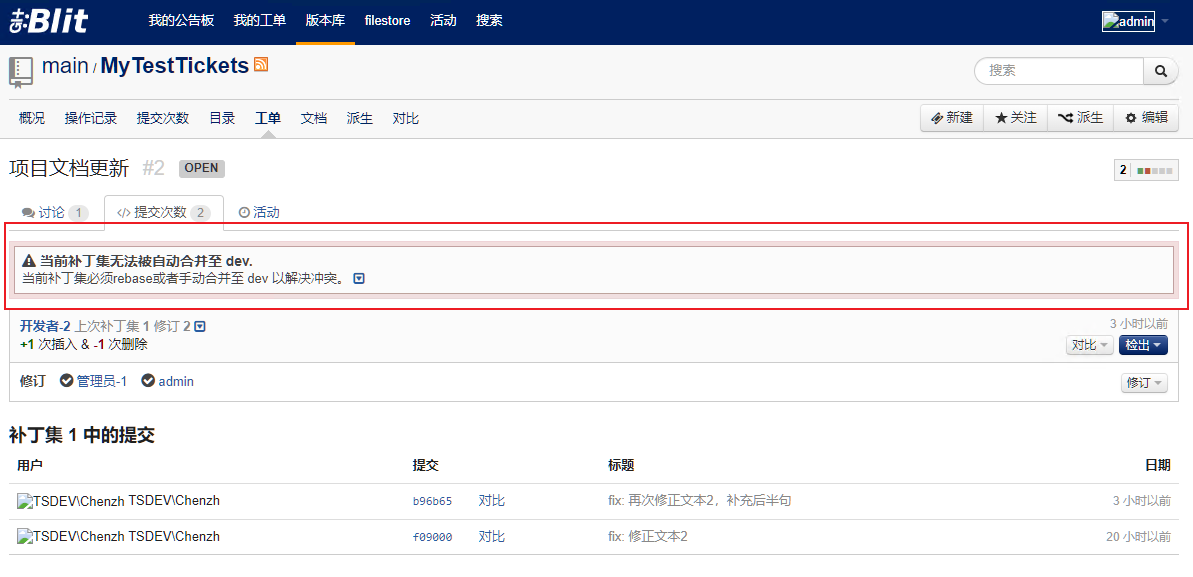 Blit 我的公告板 我的工单 版本库 filestore 活动 搜索 admin
main / MyTestTickets 搜索
概况 操作记录 提交次数 目录 工单 文档 派生 对比 新建 关注 派生 编辑
项目文档更新 #2 OPEN 2
讨论 1 </> 提交次数 2 活动
当前补丁集无法被自动合并至 dev.
当前补丁集必须rebase或者手动合并至 dev 以解决冲突。
开发者-2 上次补丁集 1 修订 2 3 小时以前
+1 次插入 & -1 次删除 对比 检出
修订 管理员-1 admin 修订
补丁集 1 中的提交
用户 提交 标题 日期
TSDEV\Chenzh TSDEV\Chenzh b96b65 对比 fix: 再次修正文本2，补充后半句 3 小时以前
TSDEV\Chenzh TSDEV\Chenzh f09000 对比 fix: 修正文本2 20 小时以前